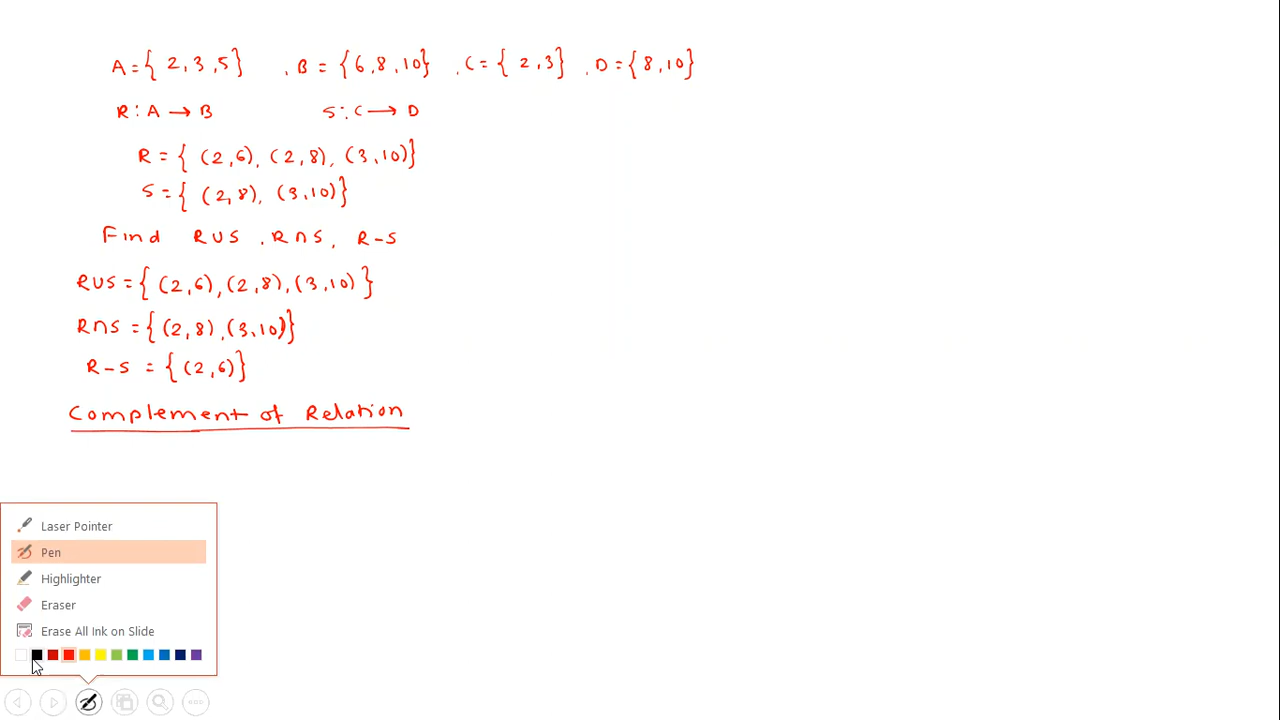 A = { 2, 3, 5} , B = {6, 8, 10} , C = { 2, 3} , D = {8, 10}
R : A → B S : C → D
R = { (2, 6), (2, 8), (3, 10)}
S = { (2, 8), (3, 10)}
Find R ∪ S , R ∩ S, R - S
R ∪ S = { (2, 6), (2, 8), (3, 10) }
R ∩ S = { (2, 8), (3, 10)}
R - S = { (2, 6)}
Complement of Relation
Laser Pointer
Pen
Highlighter
Eraser
Erase All Ink on Slide